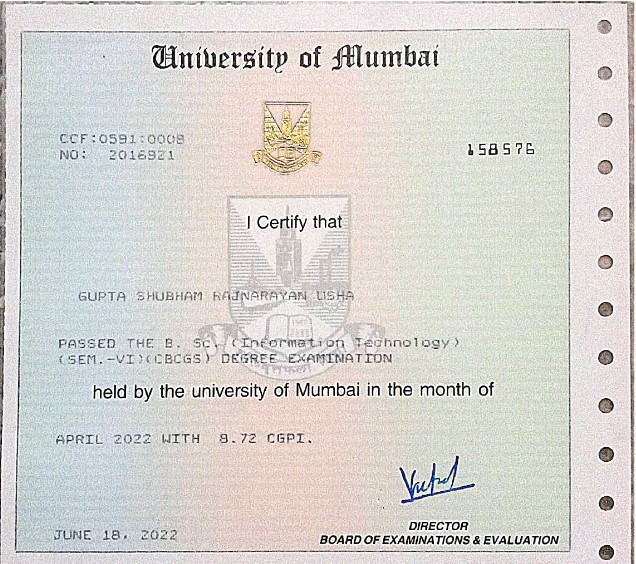 University of Mumbai
CCF:0591:0008
NO: 2016921
158576
I Certify that
GUPTA SHUBHAM RAJNARAYAN USHA
PASSED THE B. Sc. (Information Technology)
(SEM.-VI)(CBCGS) DEGREE EXAMINATION
held by the university of Mumbai in the month of
APRIL 2022 WITH 8.72 CGPI.
JUNE 18, 2022
DIRECTOR
BOARD OF EXAMINATIONS & EVALUATION